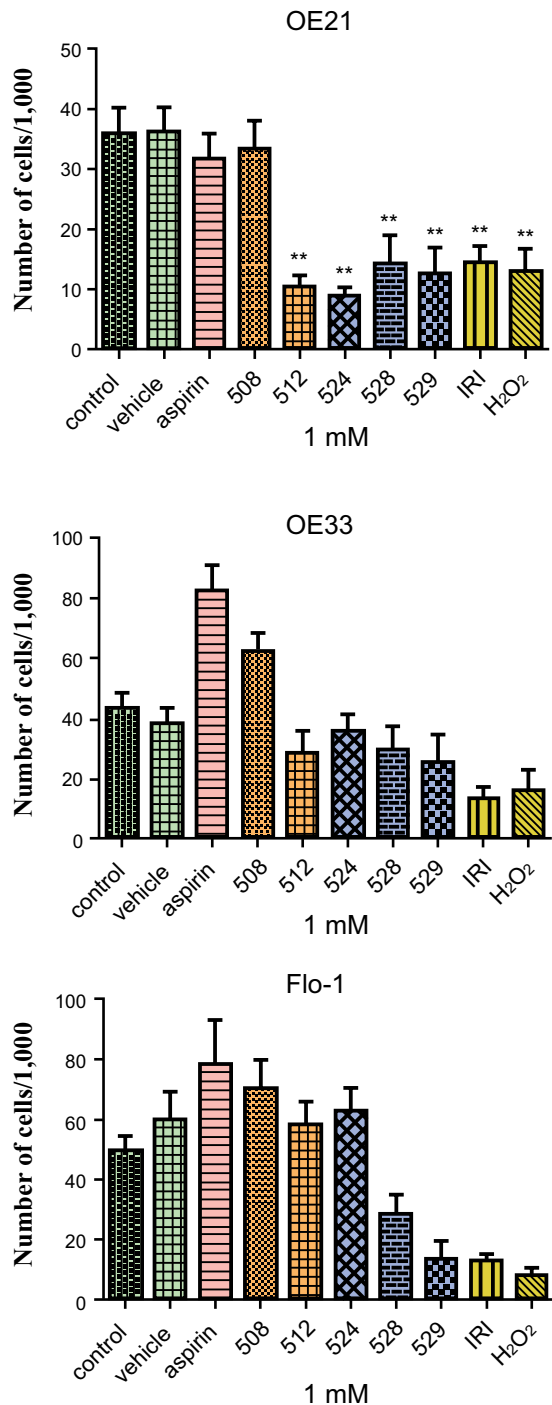 OE21
Number of cells/1,000
50
40
30
20
10
0
** ** ** ** ** **
control vehicle aspirin 508 512 524 528 529 IRI H2O2
1 mM
OE33
Number of cells/1,000
100
80
60
40
20
0
control vehicle aspirin 508 512 524 528 529 IRI H2O2
1 mM
Flo-1
Number of cells/1,000
100
80
60
40
20
0
control vehicle aspirin 508 512 524 528 529 IRI H2O2
1 mM